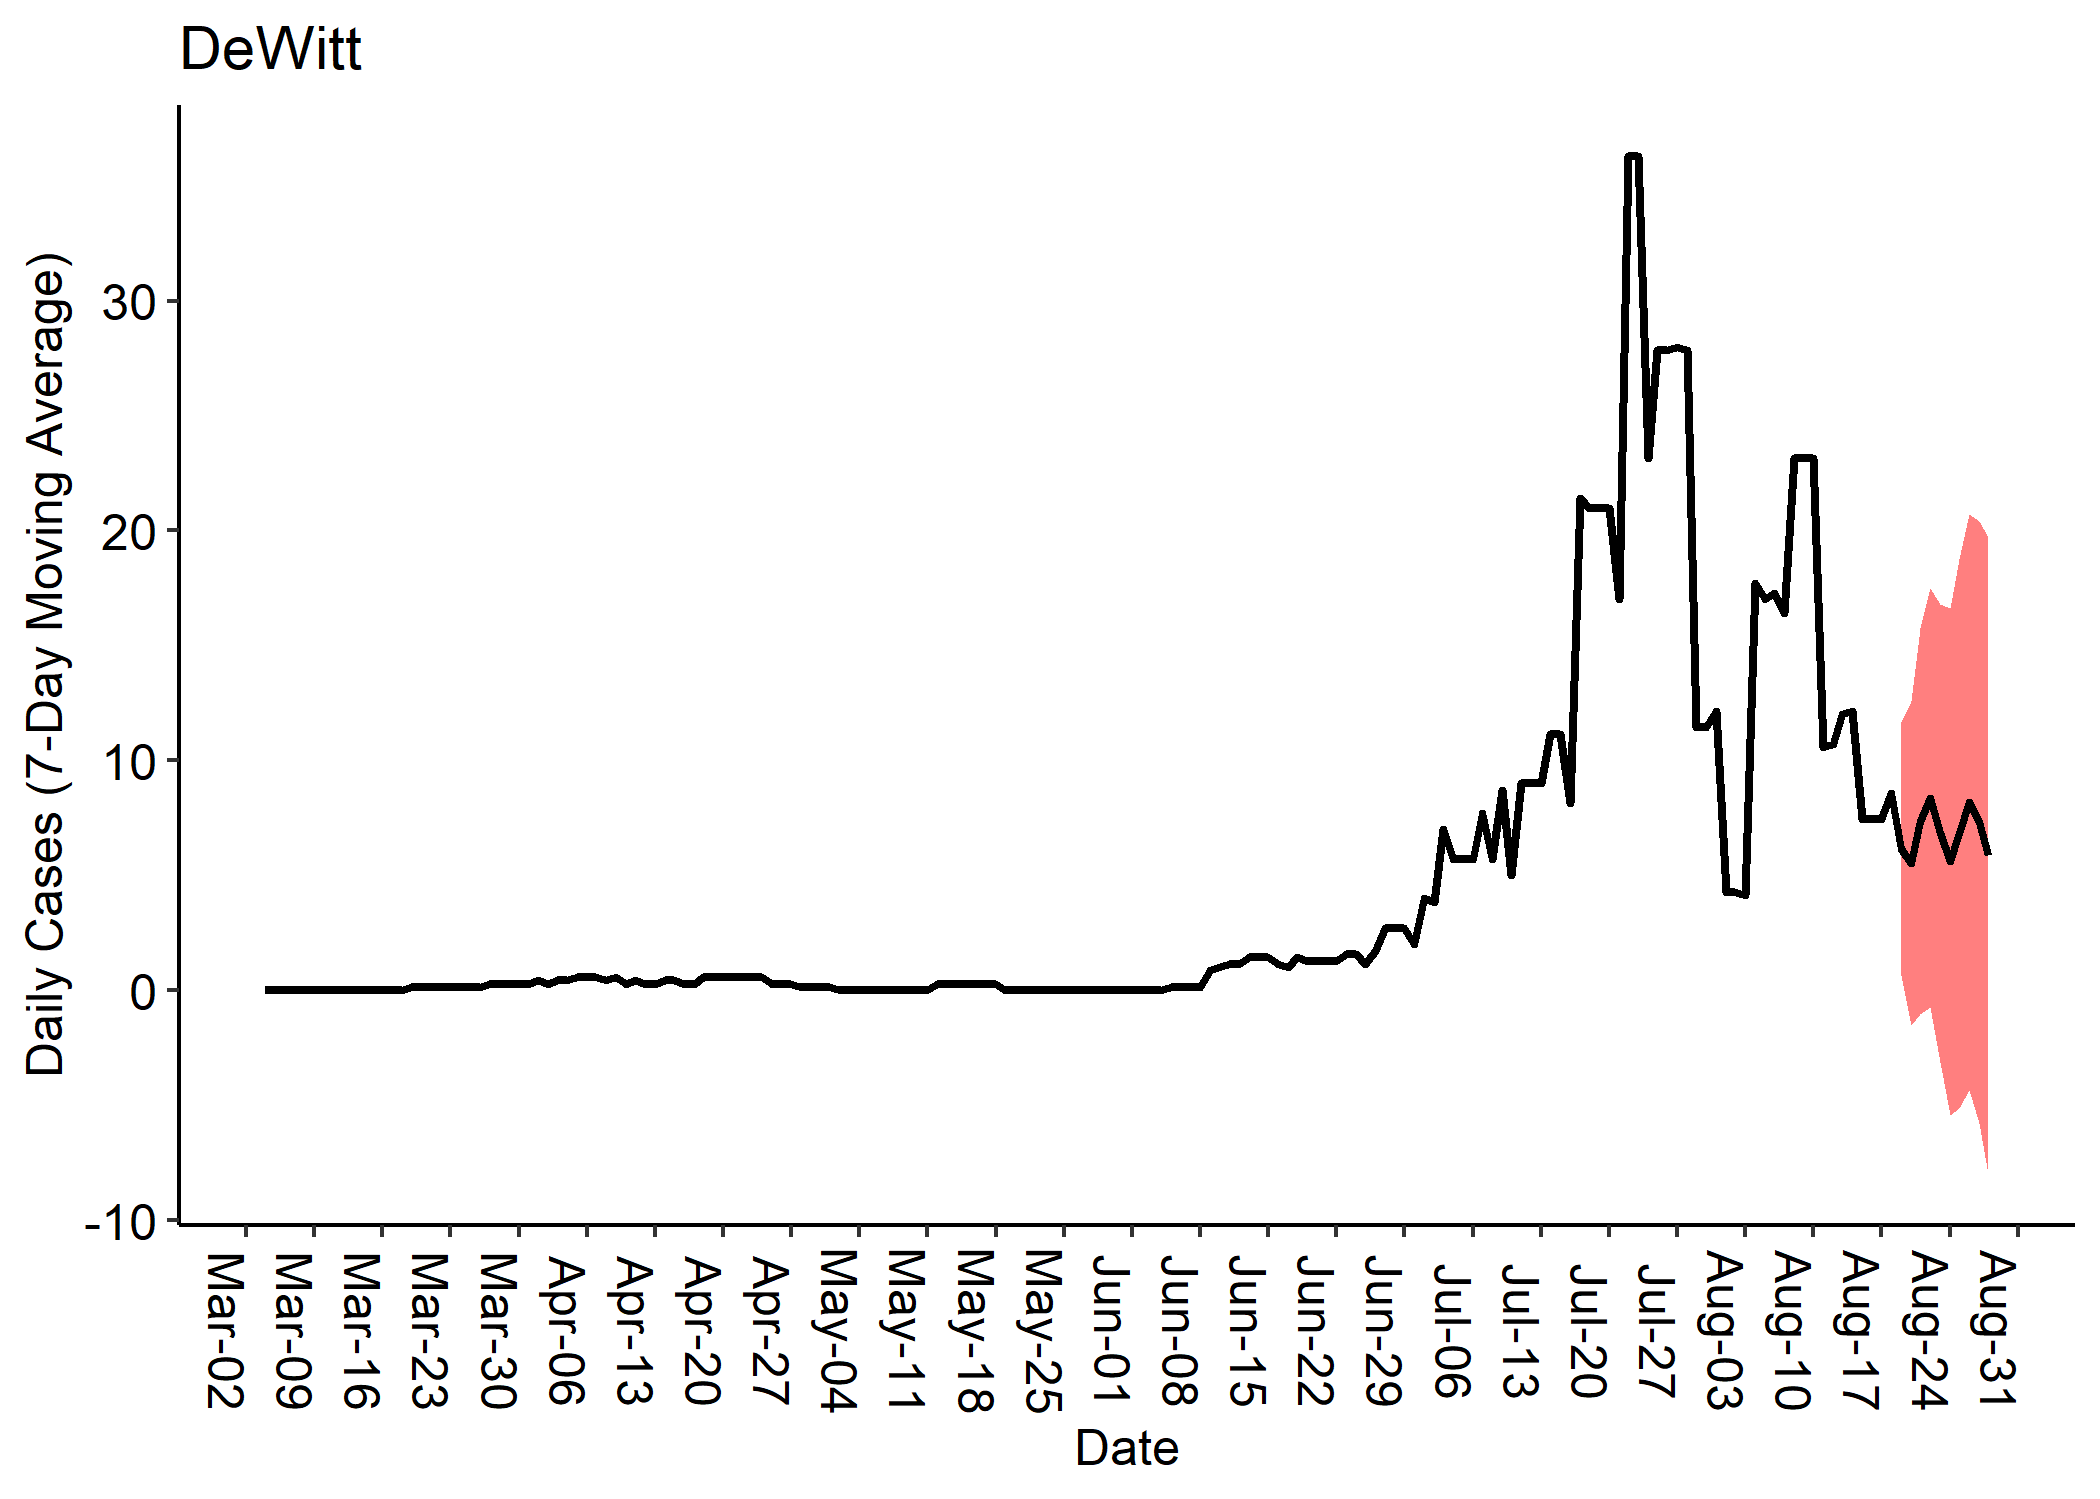 DeWitt
Daily Cases (7-Day Moving Average)
30
20
10
0
-10
Mar-02
Mar-09
Mar-16
Mar-23
Mar-30
Apr-06
Apr-13
Apr-20
Apr-27
May-04
May-11
May-18
May-25
Jun-01
Jun-08
Jun-15
Jun-22
Jun-29
Jul-06
Jul-13
Jul-20
Jul-27
Aug-03
Aug-10
Aug-17
Aug-24
Aug-31
Date